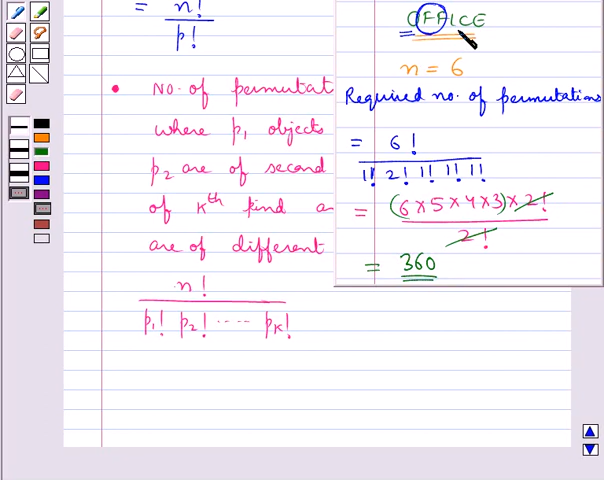 = n!
p!
• No. of permutat
where p₁ objects
p₂ are of second
of Kᵗʰ kind a
are of different
n!
p₁! p₂! ····· pK!
OFFICE
=
n = 6
Required no. of permutations
= 6!
1! 2! 1! 1! 1!
= (6 × 5 × 4 × 3) × 2!
2!
= 360